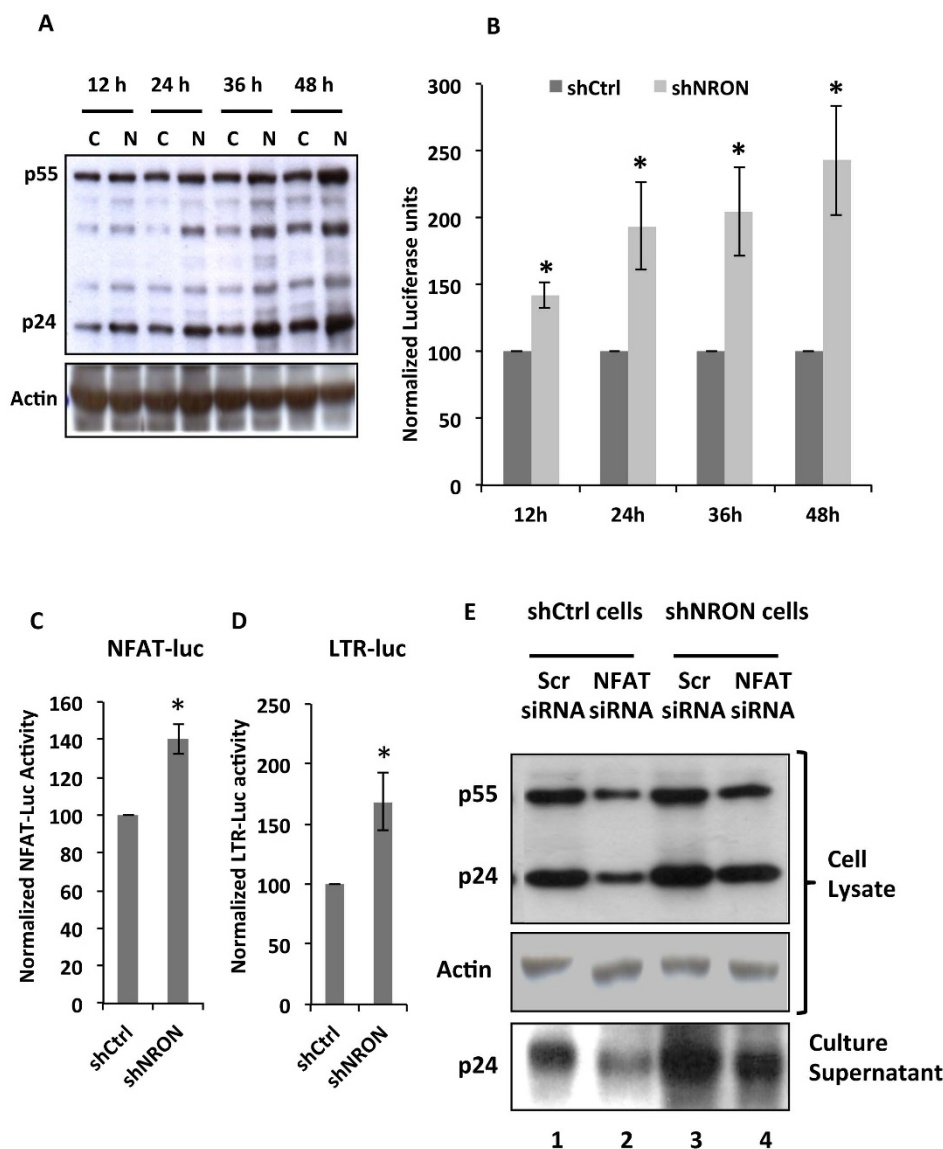 A
12 h 24 h 36 h 48 h
C N C N C N C N
p55
p24
Actin
B
shCtrl shNRON
Normalized Luciferase units
300
250
200
150
100
50
0
* * * *
12h 24h 36h 48h
C
NFAT-luc
Normalized NFAT-Luc Activity
160
140
120
100
80
60
40
20
0
*
shCtrl
shNRON
D
LTR-luc
Normalized LTR-Luc activity
250
200
150
100
50
0
*
shCtrl
shNRON
E
shCtrl cells shNRON cells
Scr NFAT Scr NFAT
siRNA siRNA siRNA siRNA
p55
p24
Cell
Lysate
Actin
p24
Culture
Supernatant
1 2 3 4